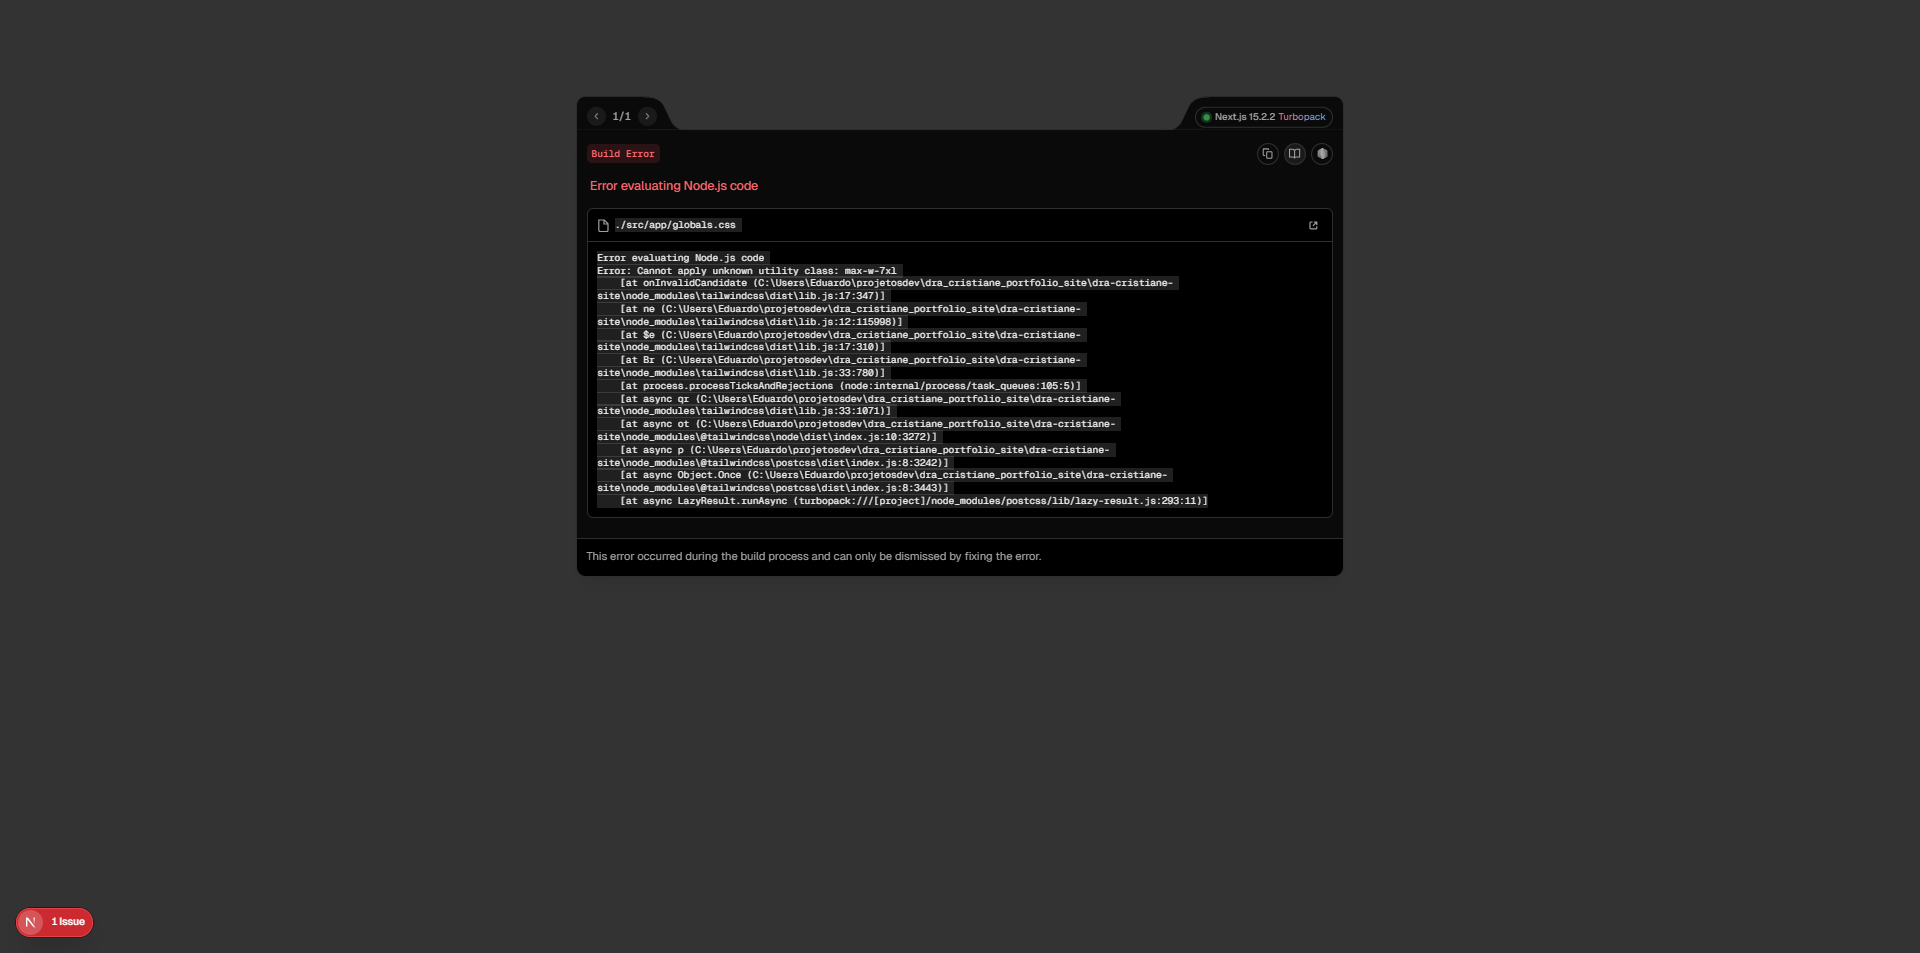 1/1
Next.js 15.2.2 Turbopack
Build Error
Error evaluating Node.js code
./src/app/globals.css
Error evaluating Node.js code
Error: Cannot apply unknown utility class: max-w-7xl
[at onInvalidCandidate (C:\Users\Eduardo\projetosdev\dra_cristiane_portfolio_site\dra-cristiane-
site\node_modules\tailwindcss\dist\lib.js:17:347)]
[at ne (C:\Users\Eduardo\projetosdev\dra_cristiane_portfolio_site\dra-cristiane-
site\node_modules\tailwindcss\dist\lib.js:12:115998)]
[at $e (C:\Users\Eduardo\projetosdev\dra_cristiane_portfolio_site\dra-cristiane-
site\node_modules\tailwindcss\dist\lib.js:17:310)]
[at Br (C:\Users\Eduardo\projetosdev\dra_cristiane_portfolio_site\dra-cristiane-
site\node_modules\tailwindcss\dist\lib.js:33:780)]
[at process.processTicksAndRejections (node:internal/process/task_queues:105:5)]
[at async qr (C:\Users\Eduardo\projetosdev\dra_cristiane_portfolio_site\dra-cristiane-
site\node_modules\tailwindcss\dist\lib.js:33:1071)]
[at async ot (C:\Users\Eduardo\projetosdev\dra_cristiane_portfolio_site\dra-cristiane-
site\node_modules\@tailwindcss\node\dist\index.js:10:3272)]
[at async p (C:\Users\Eduardo\projetosdev\dra_cristiane_portfolio_site\dra-cristiane-
site\node_modules\@tailwindcss\postcss\dist\index.js:8:3242)]
[at async Object.Once (C:\Users\Eduardo\projetosdev\dra_cristiane_portfolio_site\dra-cristiane-
site\node_modules\@tailwindcss\postcss\dist\index.js:8:3443)]
[at async LazyResult.runAsync (turbopack:///[project]/node_modules/postcss/lib/lazy-result.js:293:11)]
This error occurred during the build process and can only be dismissed by fixing the error.
N 1 Issue